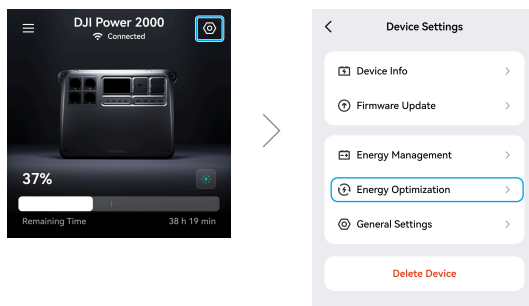 DJI Power 2000
Connected
37%
Remaining Time 38 h 19 min
Device Settings
Device Info
Firmware Update
Energy Management
Energy Optimization
General Settings
Delete Device